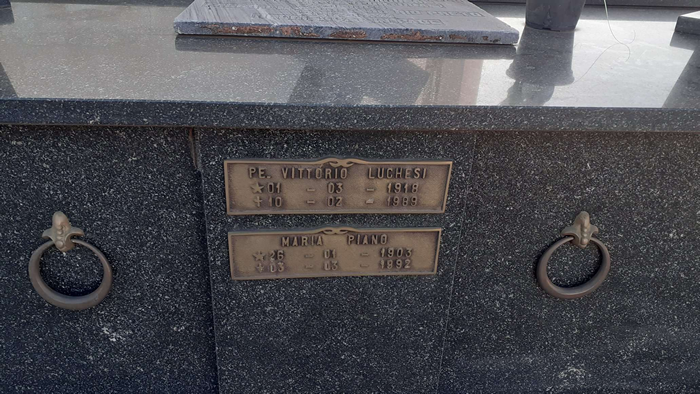 PE. VITTORIO LUCHESI
☆ 01 - 03 - 1918
✝ 10 - 02 - 1989
MARIA PIANO
☆ 26 - 01 - 1903
✝ 03 - 03 - 1992